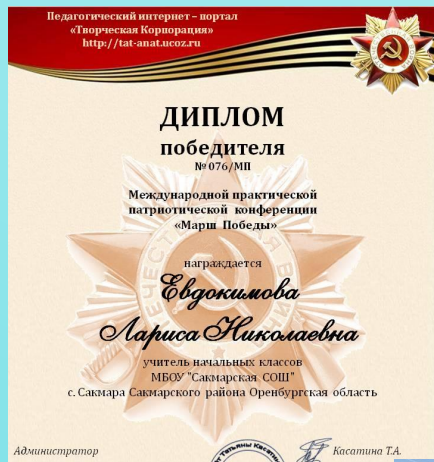 Педагогический интернет – портал
«Творческая Корпорация»
http://tat-anat.ucoz.ru
ДИПЛОМ
победителя
№ 076/МП
Международной практической
патриотической конференции
«Марш Победы»
награждается
Евдокимова
Лариса Николаевна
учитель начальных классов
МБОУ "Сакмарская СОШ"
с. Сакмара Сакмарского района Оренбургская область
Администратор
Касатина Т.А.